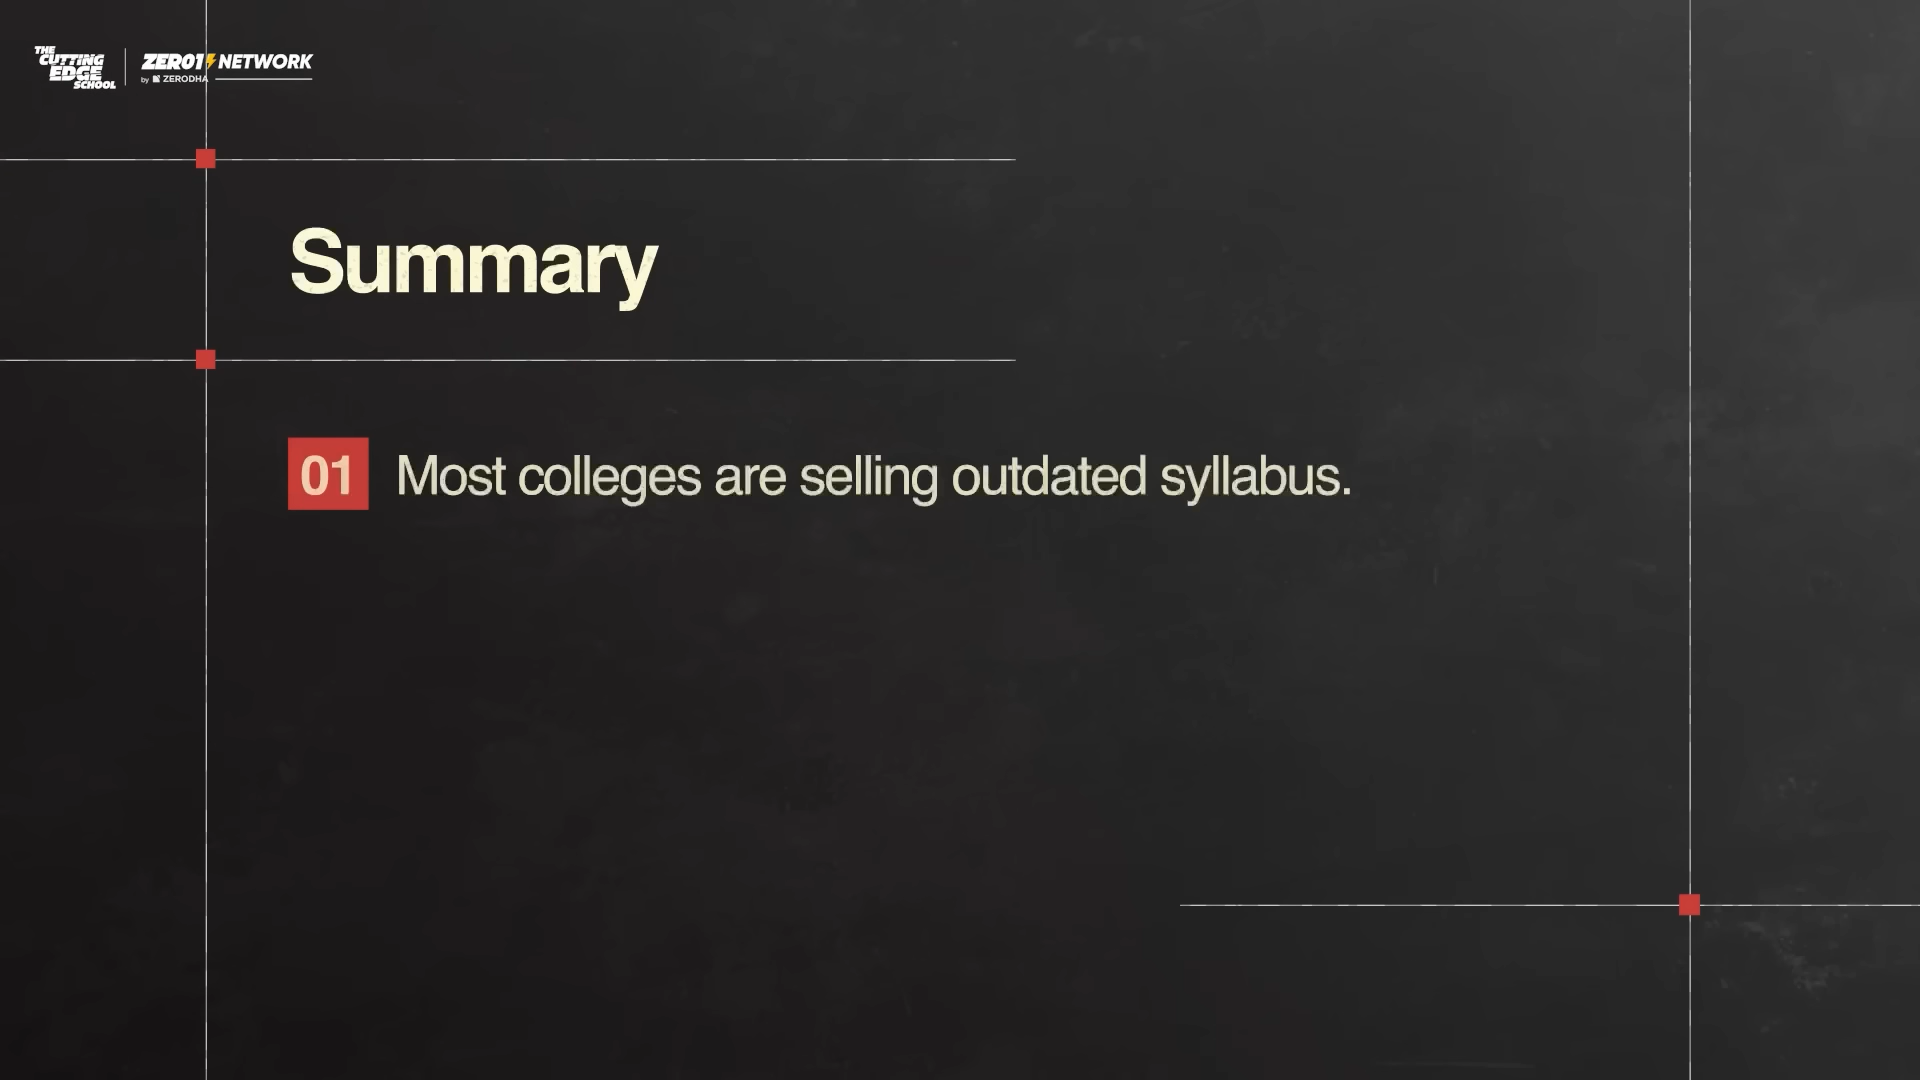 THE
CUTTING
EDGE
SCHOOL
ZERO1 NETWORK
by ZERODHA
Summary
01 Most colleges are selling outdated syllabus.